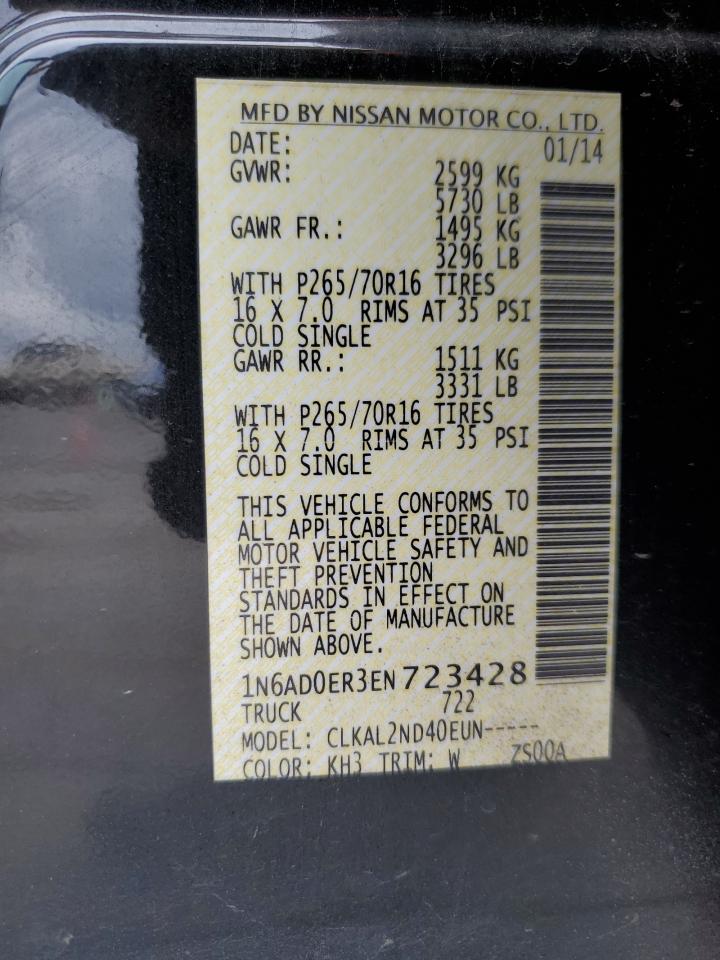 MFD BY NISSAN MOTOR CO., LTD.
DATE: 01/14
GVWR: 2599 KG
5730 LB
GAWR FR.: 1495 KG
3296 LB
WITH P265/70R16 TIRES
16 X 7.0 RIMS AT 35 PSI
COLD SINGLE
GAWR RR.: 1511 KG
3331 LB
WITH P265/70R16 TIRES
16 X 7.0 RIMS AT 35 PSI
COLD SINGLE
THIS VEHICLE CONFORMS TO
ALL APPLICABLE FEDERAL
MOTOR VEHICLE SAFETY AND
THEFT PREVENTION
STANDARDS IN EFFECT ON
THE DATE OF MANUFACTURE
SHOWN ABOVE.
1N6AD0ER3EN723428
TRUCK 722
MODEL: CLKAL2ND40EUN-----
COLOR: KH3 TRIM: W ZS00A